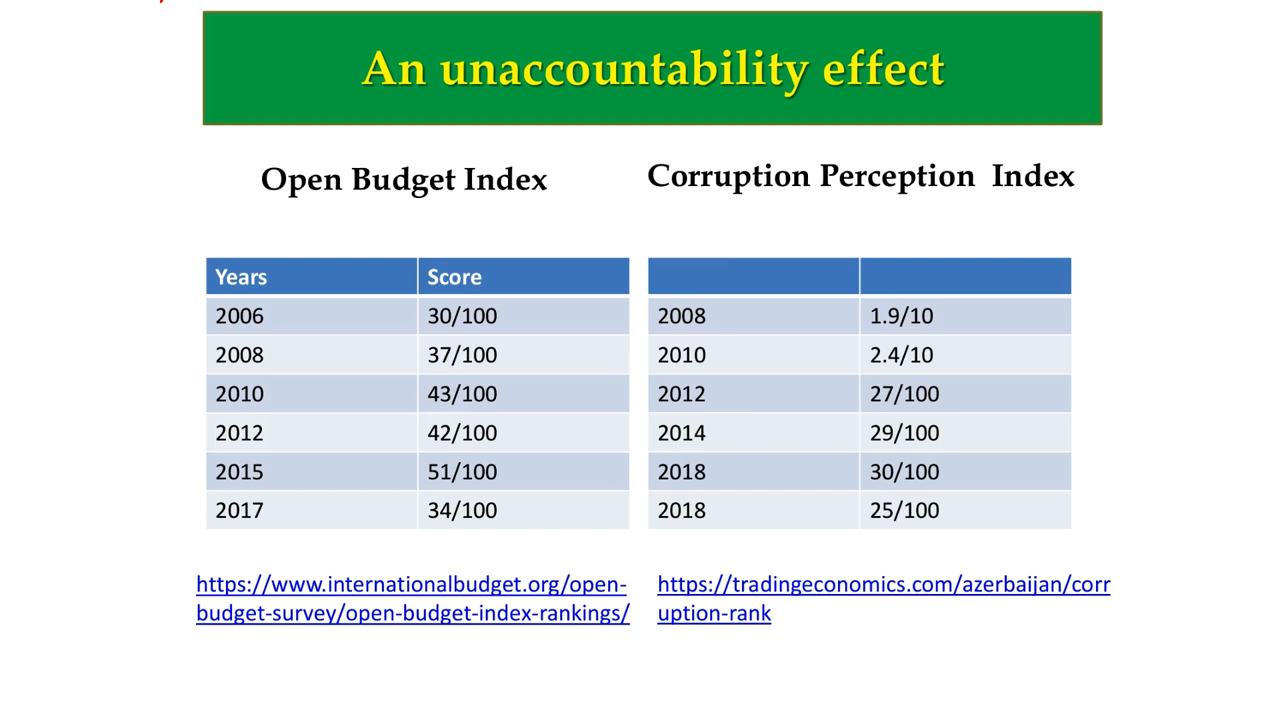 An unaccountability effect
Open Budget Index
Corruption Perception Index
Years Score
2006 30/100
2008 37/100
2010 43/100
2012 42/100
2015 51/100
2017 34/100
2008 1.9/10
2010 2.4/10
2012 27/100
2014 29/100
2018 30/100
2018 25/100
https://www.internationalbudget.org/open-
budget-survey/open-budget-index-rankings/
https://tradingeconomics.com/azerbaijan/corr
uption-rank